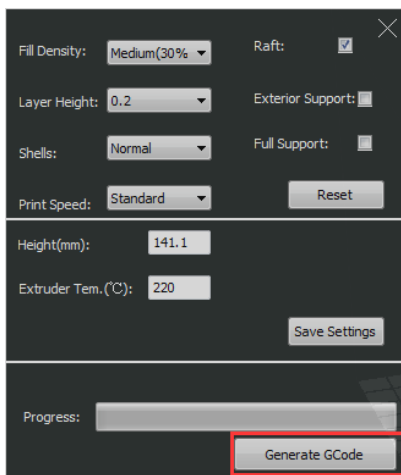 Fill Density: Medium(30% Raft:
Layer Height: 0.2 Exterior Support:
Shells: Normal Full Support:
Print Speed: Standard Reset
Height(mm): 141.1
Extruder Tem.(℃): 220
Save Settings
Progress:
Generate GCode